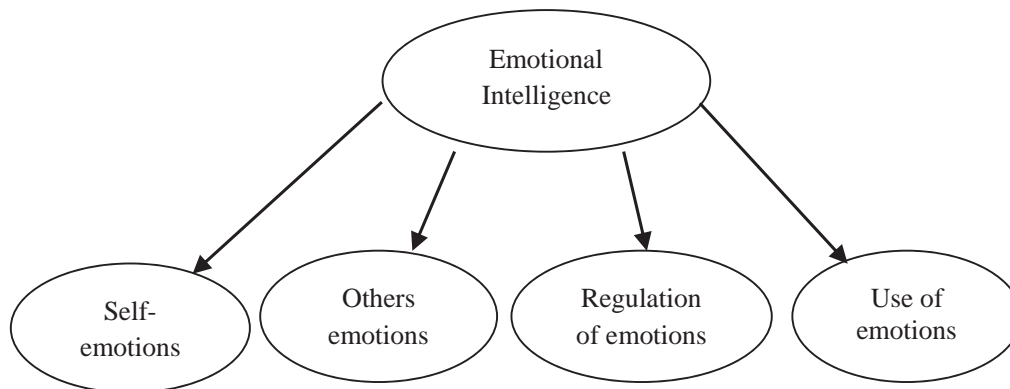 Emotional
Intelligence
Self-
emotions
Others
emotions
Regulation
of emotions
Use of
emotions